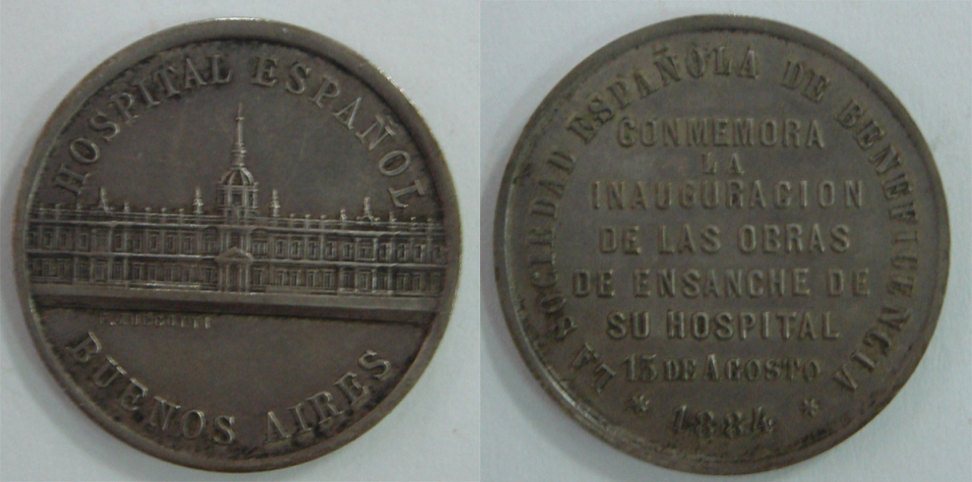 HOSPITAL ESPAÑOL
BUENOS AIRES
LA SOCIEDAD ESPAÑOLA DE BENEFICENCIA
CONMEMORA
LA
INAUGURACION
DE LAS OBRAS
DE ENSANCHE DE
SU HOSPITAL
15 DE AGOSTO
* 1884 *